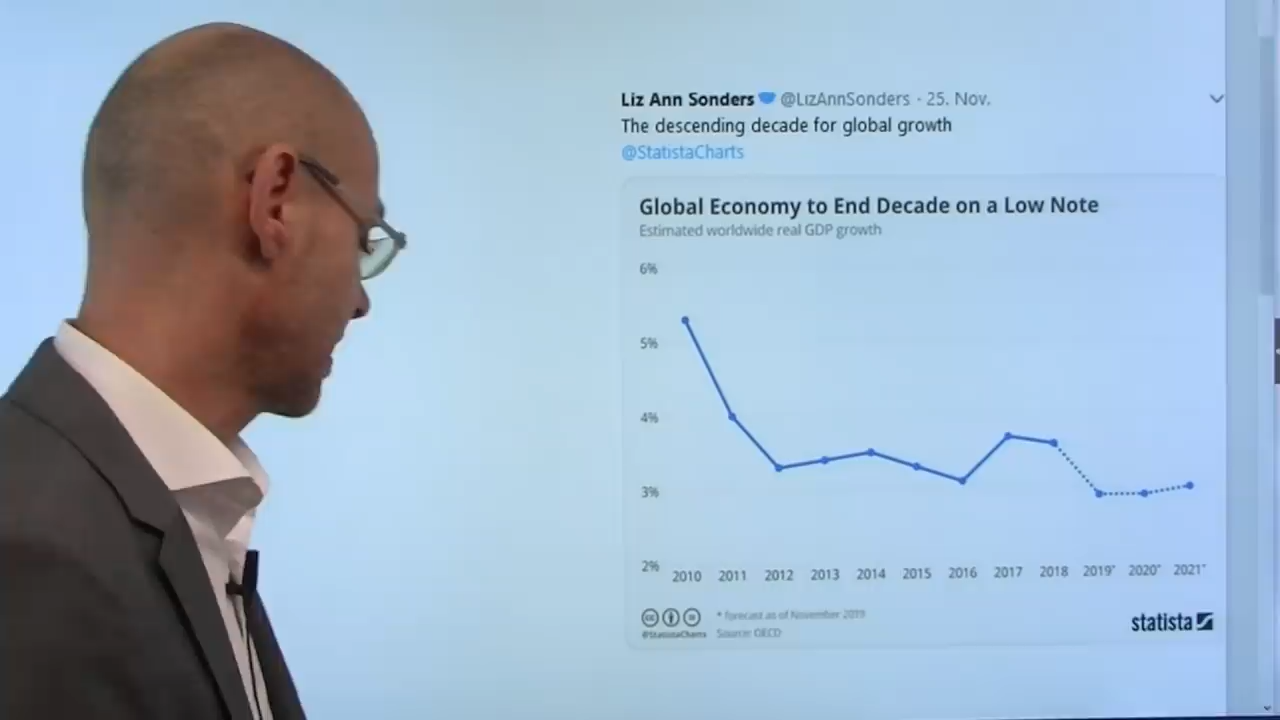 Liz Ann Sonders @LizAnnSonders · 25. Nov.
The descending decade for global growth
@StatistaCharts
Global Economy to End Decade on a Low Note
Estimated worldwide real GDP growth
6%
5%
4%
3%
2%
2010 2011 2012 2013 2014 2015 2016 2017 2018 2019* 2020* 2021*
* forecast as of November 2019
@StatistaCharts Source: OECD
statista